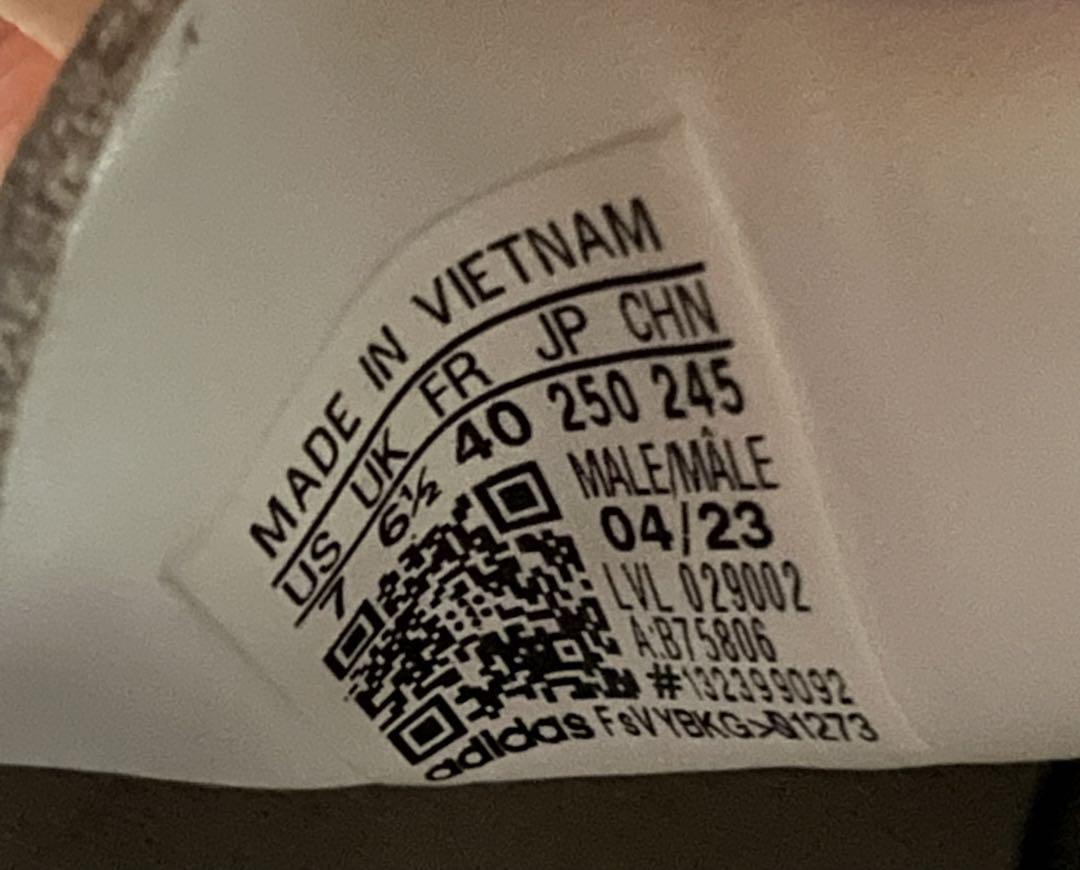 MADE IN VIETNAM
US UK FR JP CHN
7 6½ 40 250 245
MALE/MÂLE
04/23
LVL 029002
A:B75806
#132399092
adidas FsVYBKG>91273